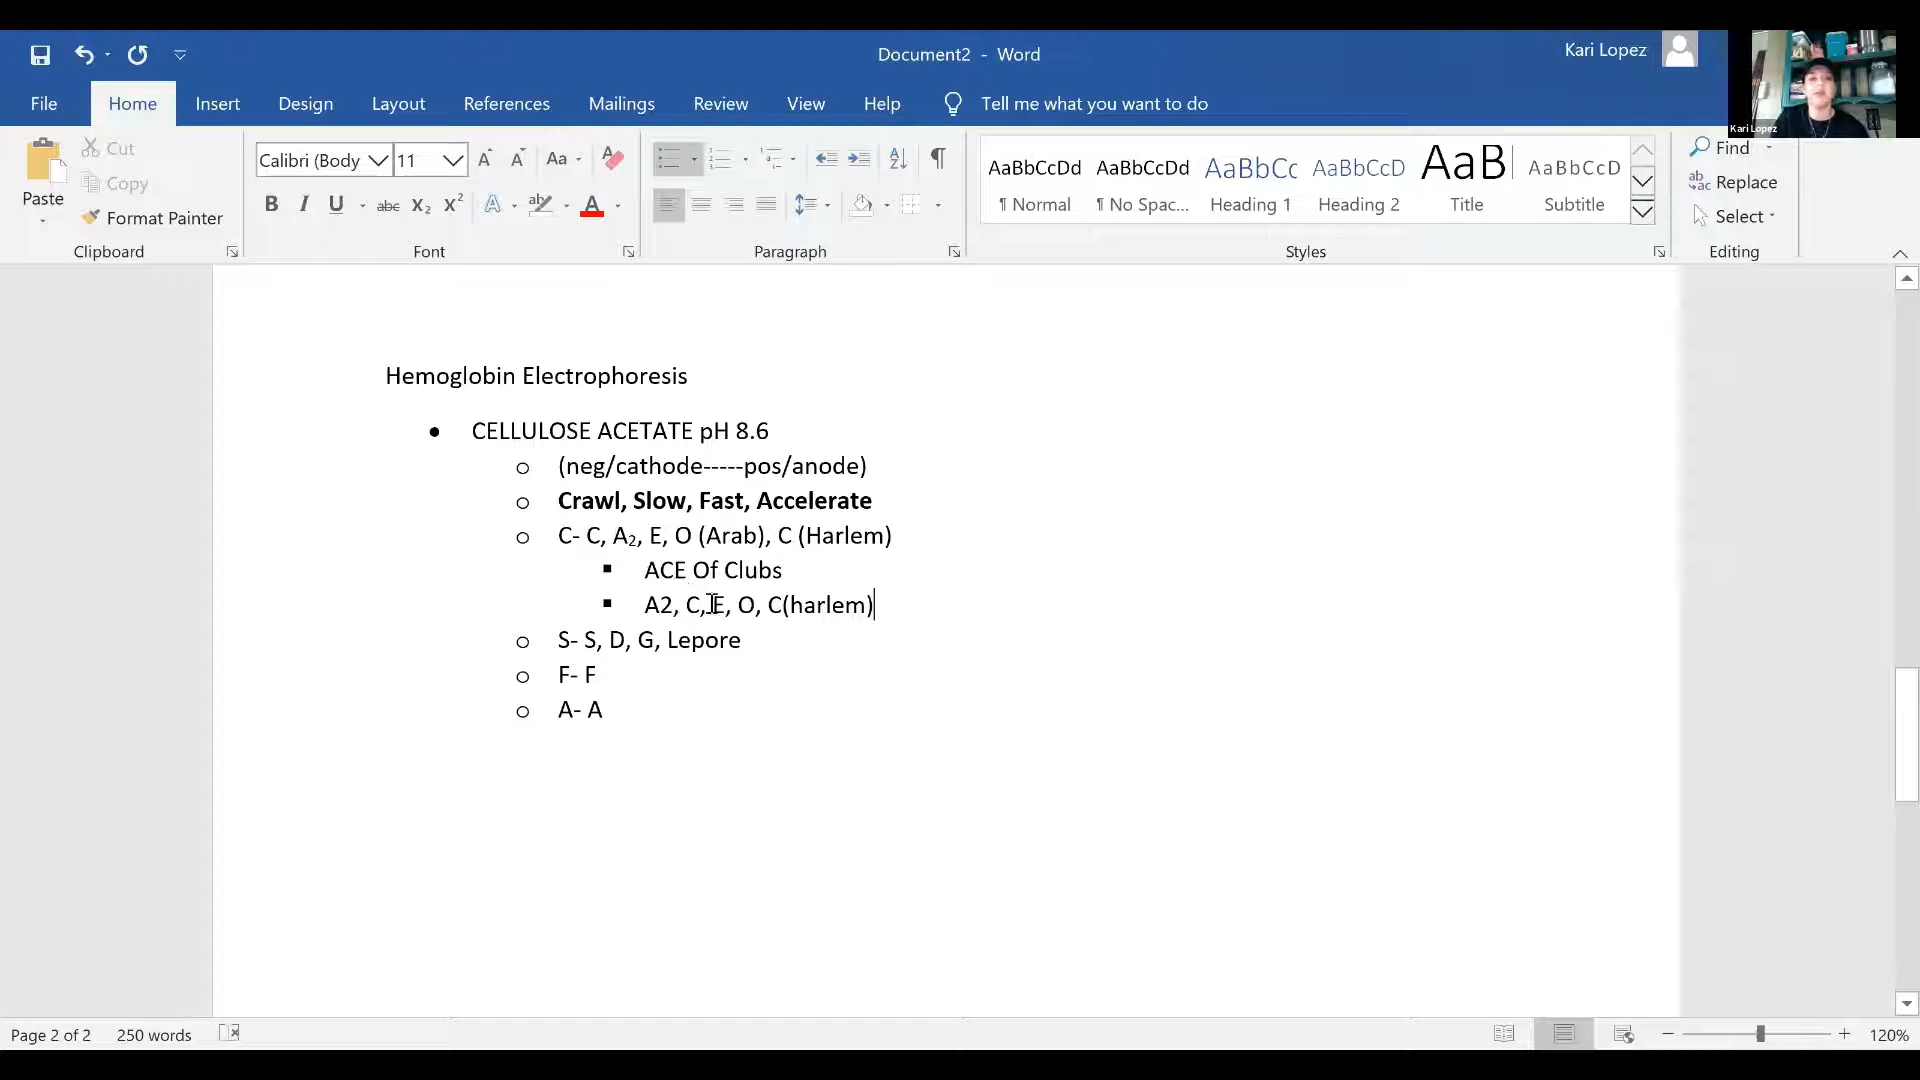 Document2 - Word
Kari Lopez
Kari Lopez
File Home Insert Design Layout References Mailings Review View Help Tell me what you want to do
Paste
Cut
Copy
Format Painter
Clipboard
Calibri (Body 11
Font
Paragraph
AaBbCcDd AaBbCcDd AaBbCc AaBbCcD AaB AaBbCcD
¶ Normal ¶ No Spac... Heading 1 Heading 2 Title Subtitle
Styles
Find
Replace
Select
Editing
Hemoglobin Electrophoresis
• CELLULOSE ACETATE pH 8.6
o (neg/cathode-----pos/anode)
o Crawl, Slow, Fast, Accelerate
o C- C, A₂, E, O (Arab), C (Harlem)
▪ ACE Of Clubs
▪ A2, C, E, O, C(harlem)
o S- S, D, G, Lepore
o F- F
o A- A
Page 2 of 2 250 words 120%